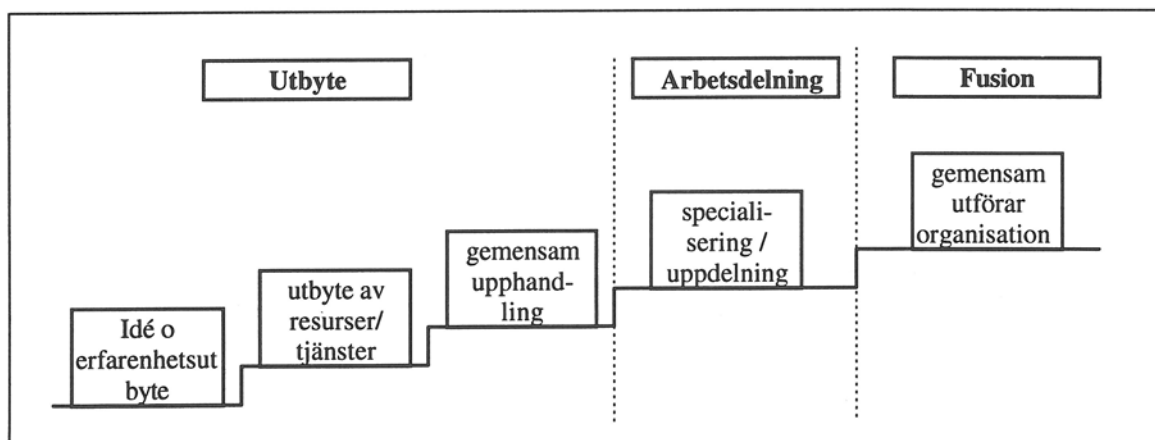 Utbyte
Arbetsdelning
Fusion
Idé o
erfarenhetsut
byte
utbyte av
resurser/
tjänster
gemensam
upphand-
ling
speciali-
sering /
uppdelning
gemensam
utförar
organisation